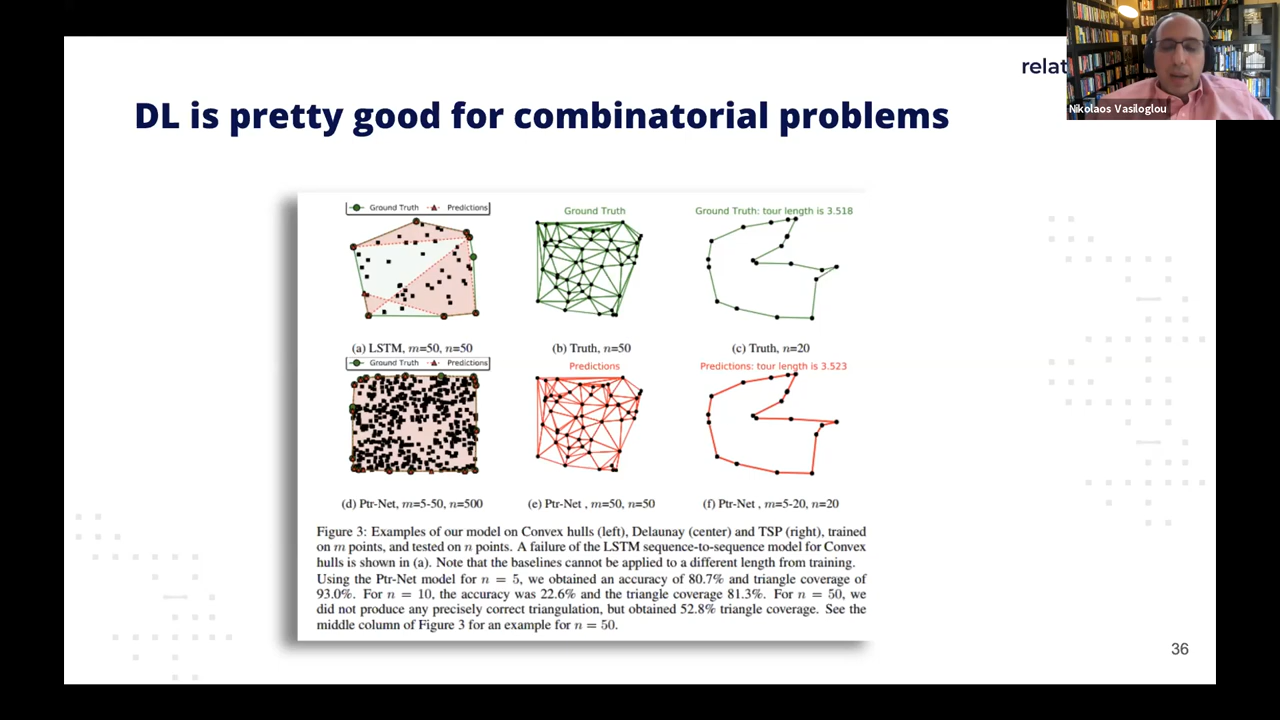 relat
Nikolaos Vasiloglou
DL is pretty good for combinatorial problems
Ground Truth Predictions
Ground Truth
Ground Truth: tour length is 3.518
(a) LSTM, m=50, n=50
(b) Truth, n=50
(c) Truth, n=20
Ground Truth Predictions
Predictions
Predictions: tour length is 3.523
(d) Ptr-Net, m=5-50, n=500
(e) Ptr-Net , m=50, n=50
(f) Ptr-Net , m=5-20, n=20
Figure 3: Examples of our model on Convex hulls (left), Delaunay (center) and TSP (right), trained
on m points, and tested on n points. A failure of the LSTM sequence-to-sequence model for Convex
hulls is shown in (a). Note that the baselines cannot be applied to a different length from training.
Using the Ptr-Net model for n = 5, we obtained an accuracy of 80.7% and triangle coverage of
93.0%. For n = 10, the accuracy was 22.6% and the triangle coverage 81.3%. For n = 50, we
did not produce any precisely correct triangulation, but obtained 52.8% triangle coverage. See the
middle column of Figure 3 for an example for n = 50.
36